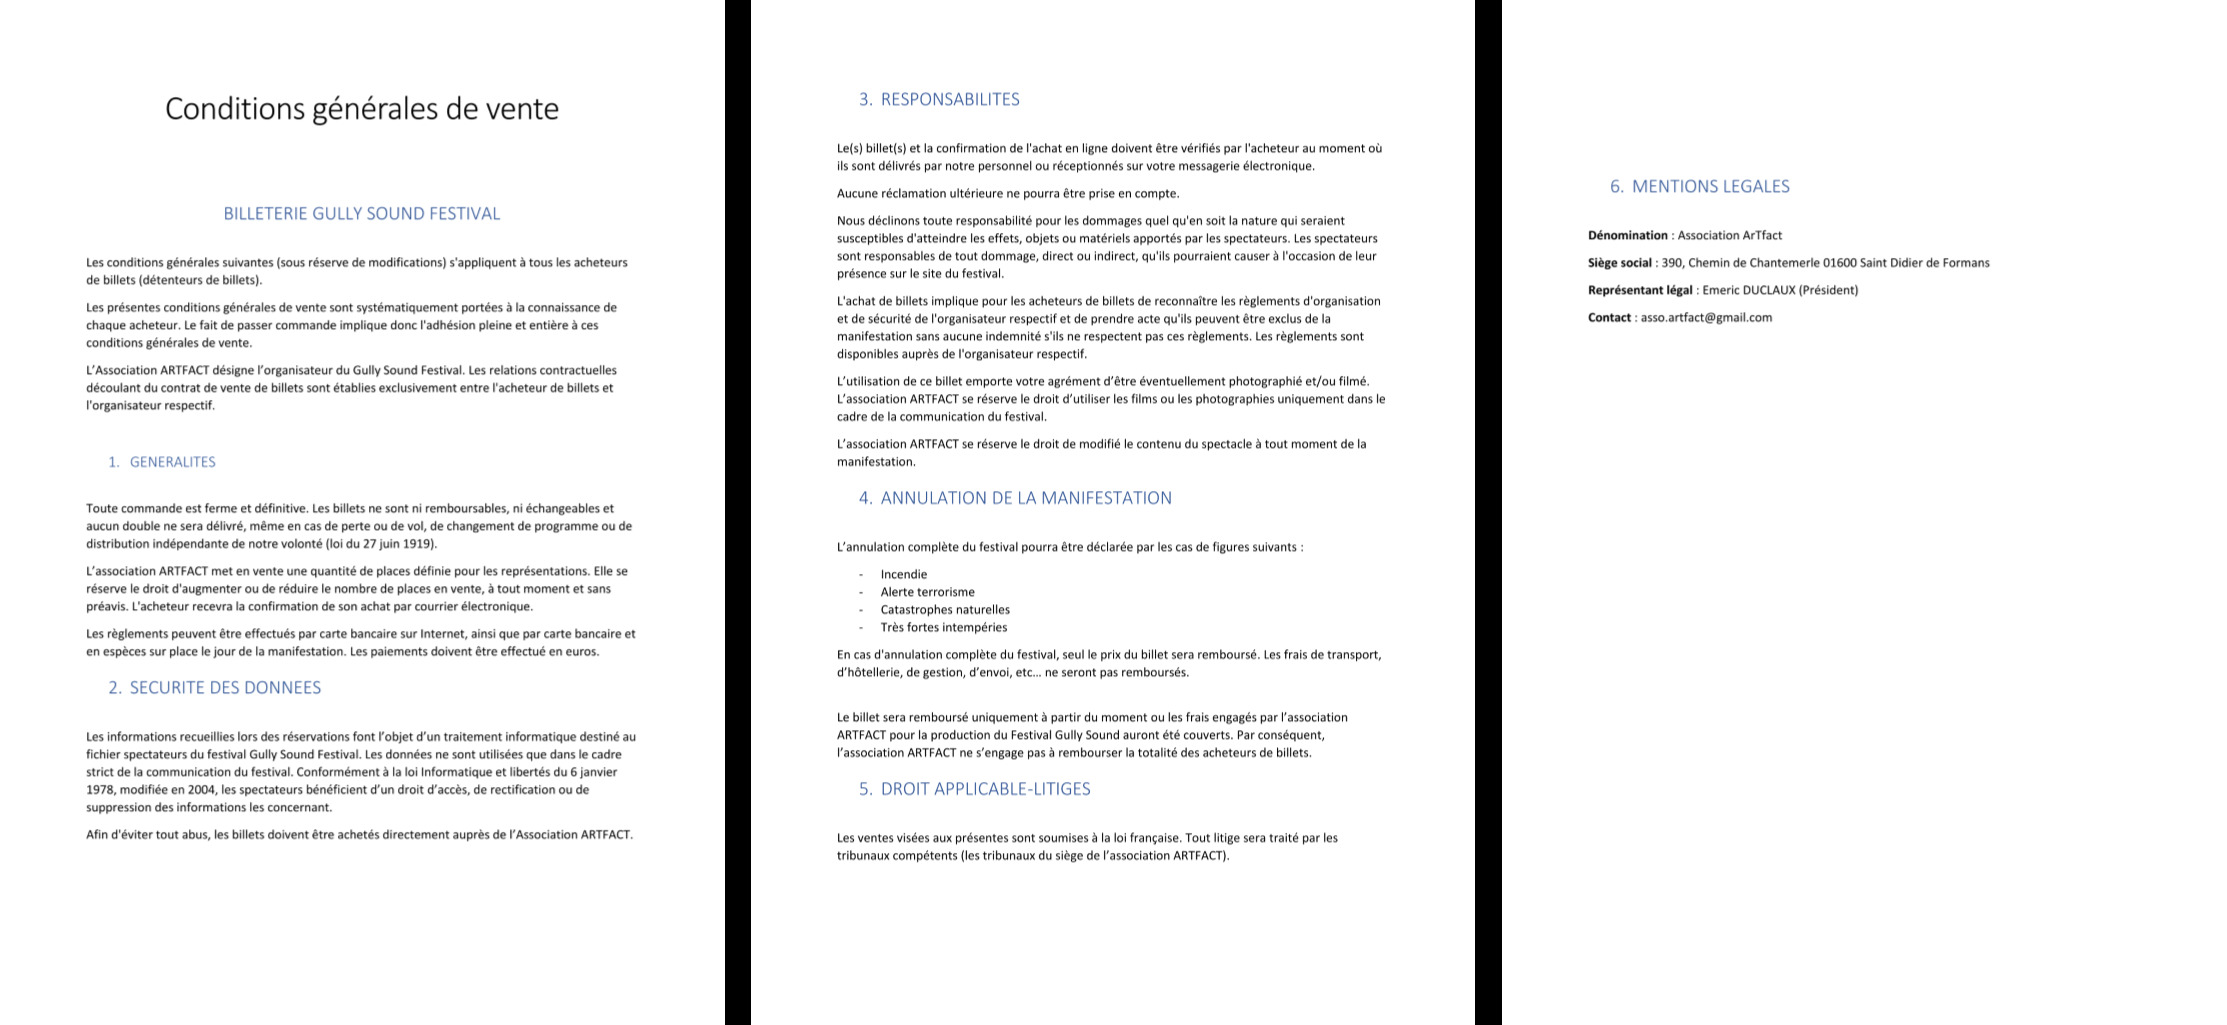 Conditions générales de vente
BILLETERIE GULLY SOUND FESTIVAL
Les conditions générales suivantes (sous réserve de modifications) s'appliquent à tous les acheteurs
de billets (détenteurs de billets).
Les présentes conditions générales de vente sont systématiquement portées à la connaissance de
chaque acheteur. Le fait de passer commande implique donc l'adhésion pleine et entière à ces
conditions générales de vente.
L’Association ARTFACT désigne l’organisateur du Gully Sound Festival. Les relations contractuelles
découlant du contrat de vente de billets sont établies exclusivement entre l'acheteur de billets et
l'organisateur respectif.
1. GENERALITES
Toute commande est ferme et définitive. Les billets ne sont ni remboursables, ni échangeables et
aucun double ne sera délivré, même en cas de perte ou de vol, de changement de programme ou de
distribution indépendante de notre volonté (loi du 27 juin 1919).
L’association ARTFACT met en vente une quantité de places définie pour les représentations. Elle se
réserve le droit d'augmenter ou de réduire le nombre de places en vente, à tout moment et sans
préavis. L'acheteur recevra la confirmation de son achat par courrier électronique.
Les règlements peuvent être effectués par carte bancaire sur Internet, ainsi que par carte bancaire et
en espèces sur place le jour de la manifestation. Les paiements doivent être effectué en euros.
2. SECURITE DES DONNEES
Les informations recueillies lors des réservations font l’objet d’un traitement informatique destiné au
fichier spectateurs du festival Gully Sound Festival. Les données ne sont utilisées que dans le cadre
strict de la communication du festival. Conformément à la loi Informatique et libertés du 6 janvier
1978, modifiée en 2004, les spectateurs bénéficient d’un droit d’accès, de rectification ou de
suppression des informations les concernant.
Afin d'éviter tout abus, les billets doivent être achetés directement auprès de l’Association ARTFACT.
3. RESPONSABILITES
Le(s) billet(s) et la confirmation de l'achat en ligne doivent être vérifiés par l'acheteur au moment où
ils sont délivrés par notre personnel ou réceptionnés sur votre messagerie électronique.
Aucune réclamation ultérieure ne pourra être prise en compte.
Nous déclinons toute responsabilité pour les dommages quel qu'en soit la nature qui seraient
susceptibles d'atteindre les effets, objets ou matériels apportés par les spectateurs. Les spectateurs
sont responsables de tout dommage, direct ou indirect, qu'ils pourraient causer à l'occasion de leur
présence sur le site du festival.
L'achat de billets implique pour les acheteurs de billets de reconnaître les règlements d'organisation
et de sécurité de l'organisateur respectif et de prendre acte qu'ils peuvent être exclus de la
manifestation sans aucune indemnité s'ils ne respectent pas ces règlements. Les règlements sont
disponibles auprès de l'organisateur respectif.
L’utilisation de ce billet emporte votre agrément d’être éventuellement photographié et/ou filmé.
L’association ARTFACT se réserve le droit d’utiliser les films ou les photographies uniquement dans le
cadre de la communication du festival.
L’association ARTFACT se réserve le droit de modifié le contenu du spectacle à tout moment de la
manifestation.
4. ANNULATION DE LA MANIFESTATION
L’annulation complète du festival pourra être déclarée par les cas de figures suivants :
- Incendie
- Alerte terrorisme
- Catastrophes naturelles
- Très fortes intempéries
En cas d'annulation complète du festival, seul le prix du billet sera remboursé. Les frais de transport,
d’hôtellerie, de gestion, d’envoi, etc... ne seront pas remboursés.
Le billet sera remboursé uniquement à partir du moment ou les frais engagés par l’association
ARTFACT pour la production du Festival Gully Sound auront été couverts. Par conséquent,
l’association ARTFACT ne s’engage pas à rembourser la totalité des acheteurs de billets.
5. DROIT APPLICABLE-LITIGES
Les ventes visées aux présentes sont soumises à la loi française. Tout litige sera traité par les
tribunaux compétents (les tribunaux du siège de l’association ARTFACT).
6. MENTIONS LEGALES
Dénomination : Association ArTfact
Siège social : 390, Chemin de Chantemerle 01600 Saint Didier de Formans
Représentant légal : Emeric DUCLAUX (Président)
Contact : asso.artfact@gmail.com